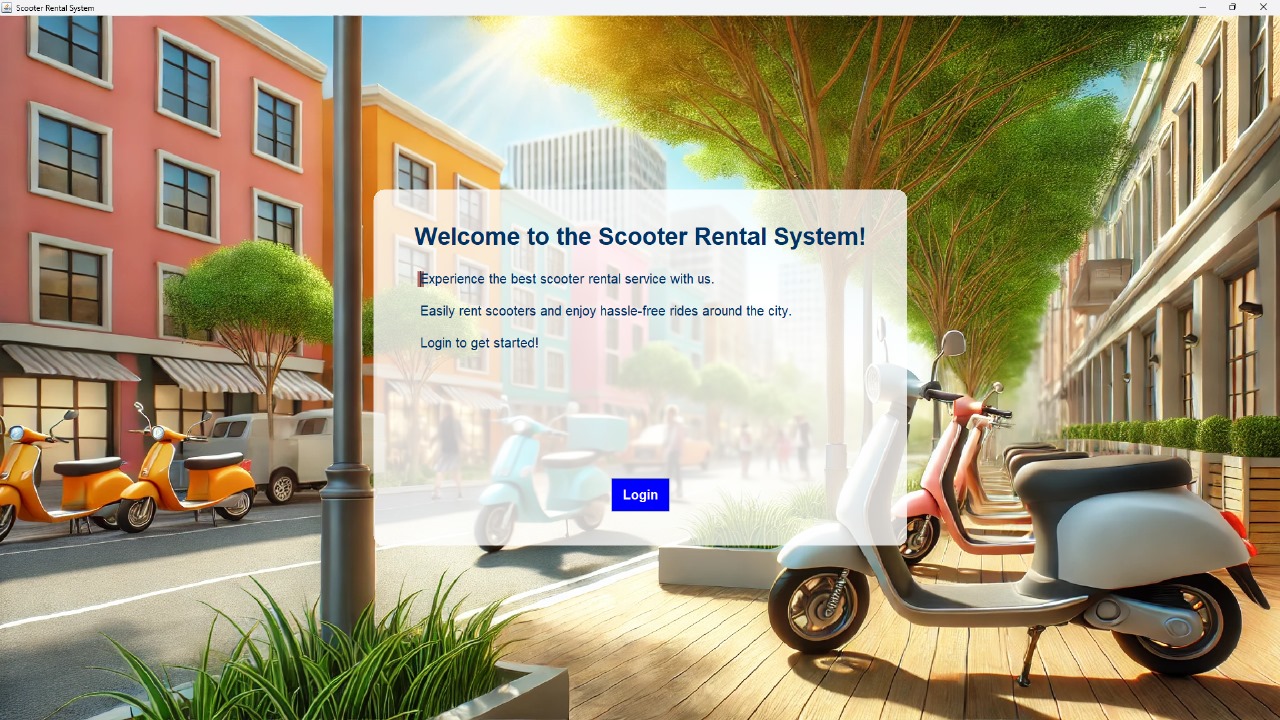 Scooter Rental System
Welcome to the Scooter Rental System!
Experience the best scooter rental service with us.
Easily rent scooters and enjoy hassle-free rides around the city.
Login to get started!
Login